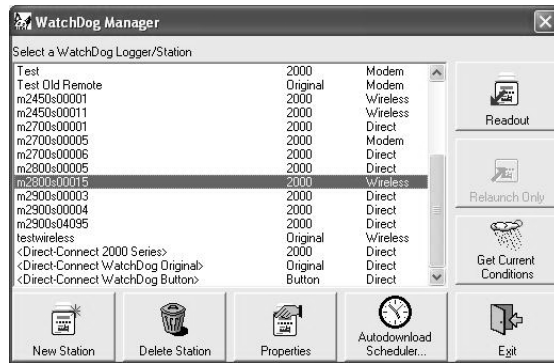 WatchDog Manager
Select a WatchDog Logger/Station
Test 2000 Modem
Test Old Remote Original Modem
m2450s00001 2000 Wireless
m2450s00011 2000 Wireless
m2700s00001 2000 Direct
m2700s00005 2000 Modem
m2700s00006 2000 Direct
m2800s00005 2000 Direct
m2800s00015 2000 Wireless
m2900s00003 2000 Direct
m2900s00004 2000 Direct
m2900s04095 2000 Direct
testwireless Original Wireless
<Direct-Connect 2000 Series> 2000 Direct
<Direct-Connect WatchDog Original> Original Direct
<Direct-Connect WatchDog Button> Button Direct
Readout
Relaunch Only
Get Current
Conditions
New Station
Delete Station
Properties
Autodownload
Scheduler...
Exit